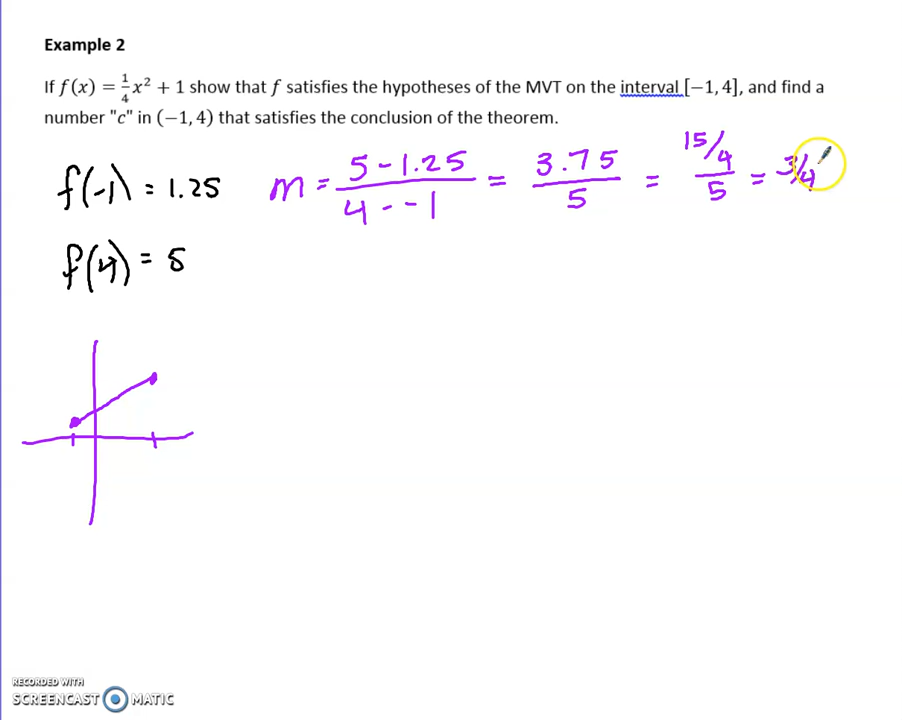 Example 2
If f(x) = 1/4 x² + 1 show that f satisfies the hypotheses of the MVT on the interval [−1, 4], and find a
number "c" in (−1, 4) that satisfies the conclusion of the theorem.
f(-1) = 1.25 m = (5 - 1.25)/(4 - -1) = 3.75/5 = (15/4)/5 = 3/4
f(4) = 5
RECORDED WITH
SCREENCAST MATIC